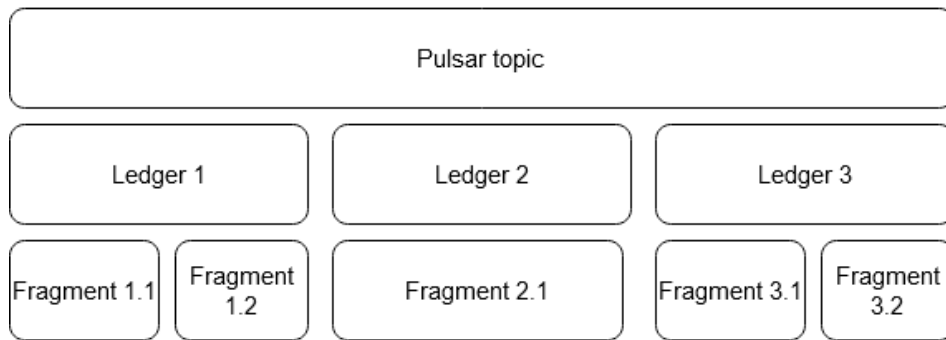 Pulsar topic
Ledger 1
Ledger 2
Ledger 3
Fragment 1.1
Fragment
1.2
Fragment 2.1
Fragment 3.1
Fragment
3.2